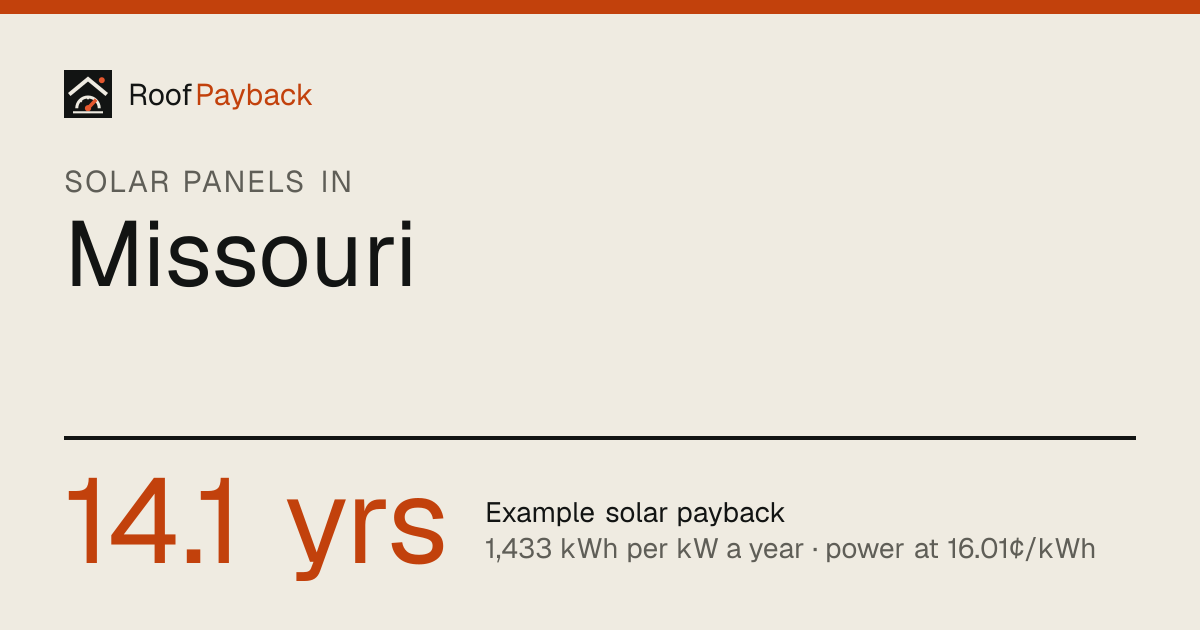 RoofPayback
SOLAR PANELS IN
Missouri
14.1 yrs
Example solar payback
1,433 kWh per kW a year · power at 16.01¢/kWh